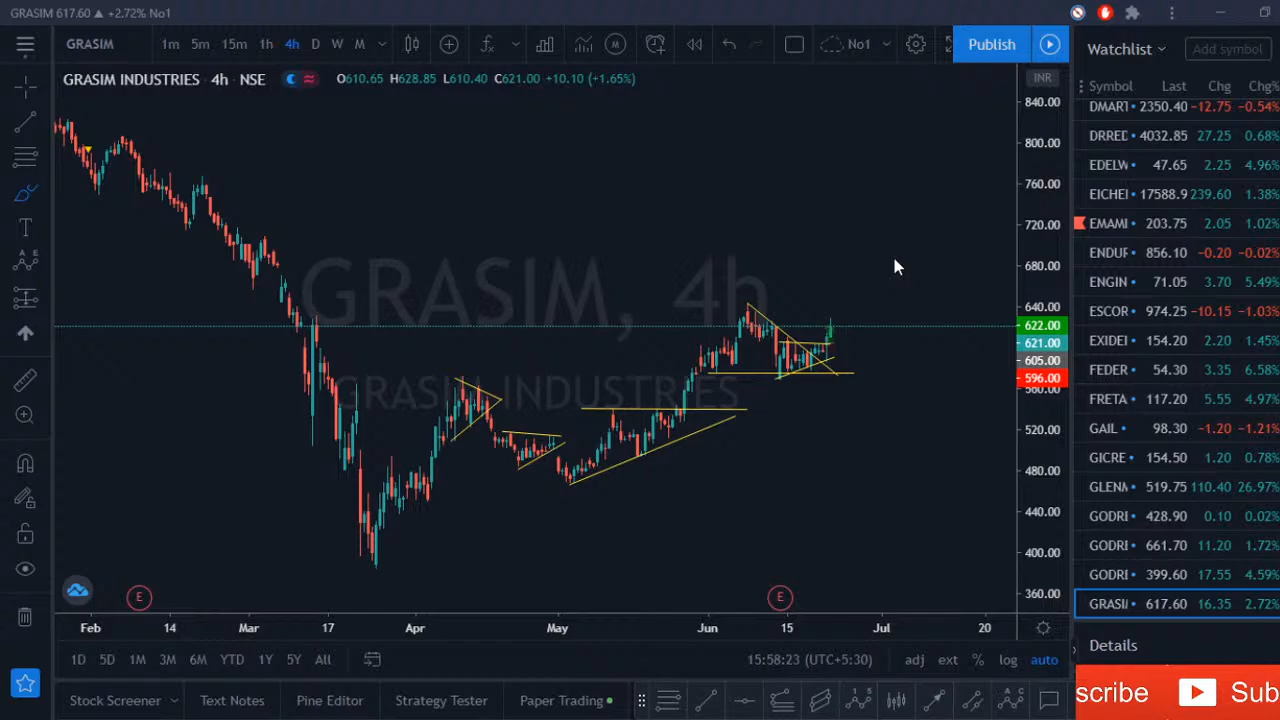 GRASIM 617.60 ▲ +2.72% No1
GRASIM 1m 5m 15m 1h 4h D W M No1 Publish
Watchlist Add symbol
GRASIM INDUSTRIES 4h NSE O610.65 H628.85 L610.40 C621.00 +10.10 (+1.65%) INR
Symbol Last Chg Chg%
DMART 2350.40 -12.75 -0.54%
DRRED 4032.85 27.25 0.68%
EDELW 47.65 2.25 4.96%
EICHEI 17588.9 239.60 1.38%
EMAMI 203.75 2.05 1.02%
ENDUR 856.10 -0.20 -0.02%
ENGIN 71.05 3.70 5.49%
ESCOR 974.25 -10.15 -1.03%
EXIDEI 154.20 2.20 1.45%
FEDER 54.30 3.35 6.58%
FRETA 117.20 5.55 4.97%
GAIL 98.30 -1.20 -1.21%
GICRE 154.50 1.20 0.78%
GLENM 519.75 110.40 26.97%
GODRE 428.90 0.10 0.02%
GODRE 661.70 11.20 1.72%
GODRE 399.60 17.55 4.59%
GRASIM 617.60 16.35 2.72%
Details
840.00
800.00
760.00
720.00
680.00
640.00
622.00
621.00
605.00
596.00
560.00
520.00
480.00
440.00
400.00
360.00
GRASIM, 4h
GRASIM INDUSTRIES
E E
Feb 14 Mar 17 Apr May Jun 15 Jul 20
1D 5D 1M 3M 6M YTD 1Y 5Y All 15:58:23 (UTC+5:30) adj ext % log auto
Stock Screener Text Notes Pine Editor Strategy Tester Paper Trading
scribe Sub